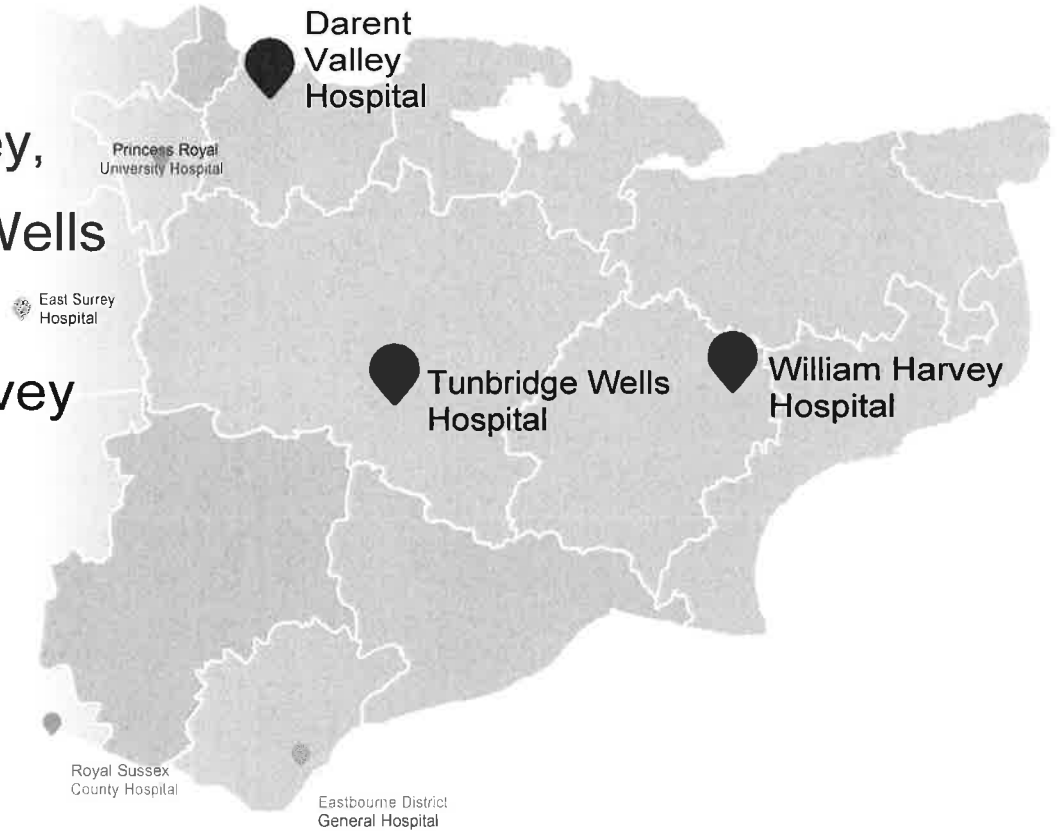 Darent
Valley
Hospital
ey,
Princess Royal
University Hospital
Wells
East Surrey
Hospital
vey
Tunbridge Wells
Hospital
William Harvey
Hospital
Royal Sussex
County Hospital
Eastbourne District
General Hospital